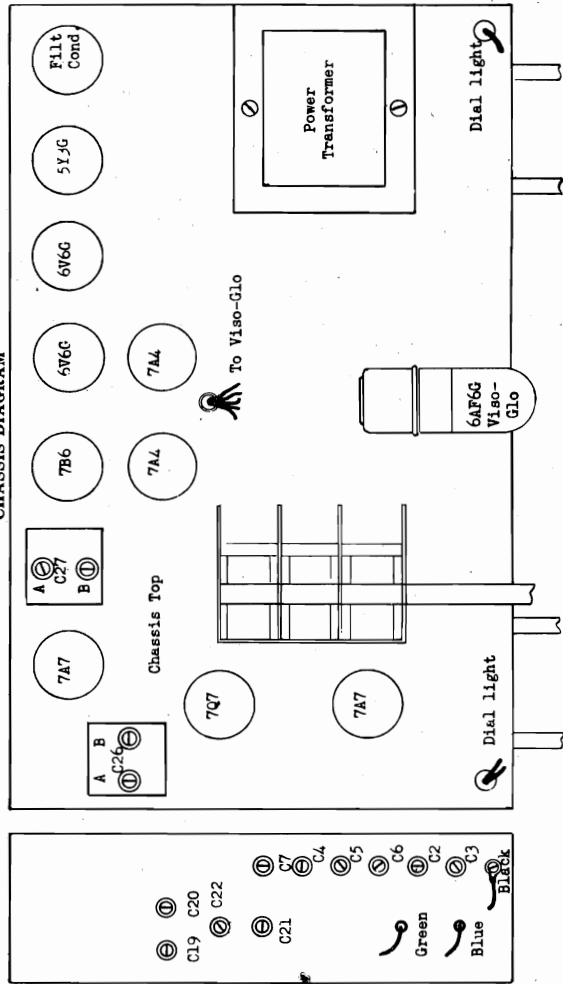 CHASSIS DIAGRAM
Filt
Cond.
5Y3G
6V6G
6V6G
7B6
A
C27
B
7A7
7A4
7A4
To Viso-Glo
Power
Transformer
Chassis Top
A
B
C26
7Q7
7A7
6AF6G
Viso-
Glo
Dial light
Dial light
C19
C20
C22
C21
C7
C4
C5
C6
C2
C3
Black
Green
Blue